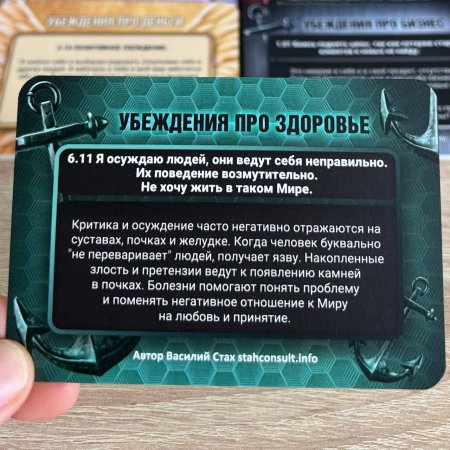 УБЕЖДЕНИЯ ПРО ДЕНЬГИ
УБЕЖДЕНИЯ ПРО БИЗНЕС
УБЕЖДЕНИЯ ПРО ЗДОРОВЬЕ
6.11 Я осуждаю людей, они ведут себя неправильно.
Их поведение возмутительно.
Не хочу жить в таком Мире.
Критика и осуждение часто негативно отражаются на
суставах, почках и желудке. Когда человек буквально
"не переваривает" людей, получает язву. Накопленные
злость и претензии ведут к появлению камней
в почках. Болезни помогают понять проблему
и поменять негативное отношение к Миру
на любовь и принятие.
Автор Василий Стах stahconsult.info